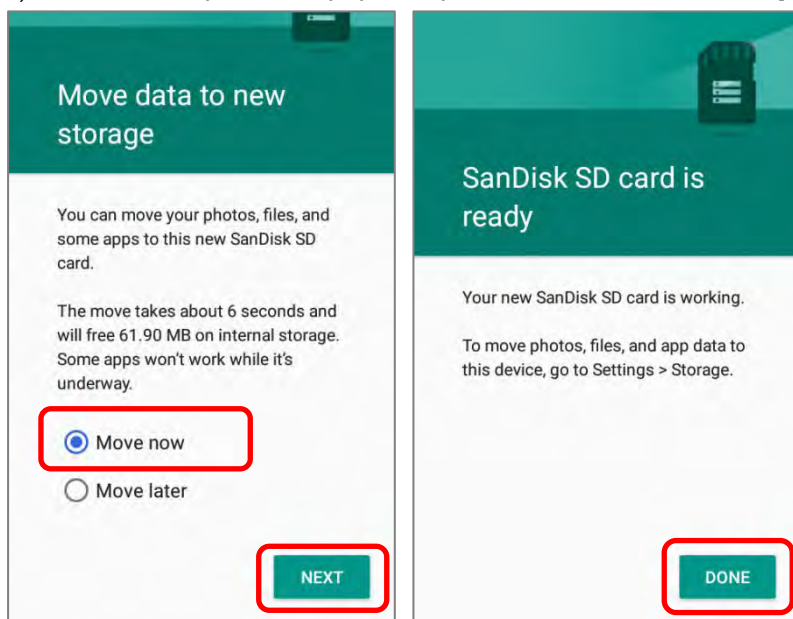 Move data to new
storage
You can move your photos, files, and
some apps to this new SanDisk SD
card.
The move takes about 6 seconds and
will free 61.90 MB on internal storage.
Some apps won't work while it's
underway.
Move now
Move later
NEXT
SanDisk SD card is
ready
Your new SanDisk SD card is working.
To move photos, files, and app data to
this device, go to Settings > Storage.
DONE